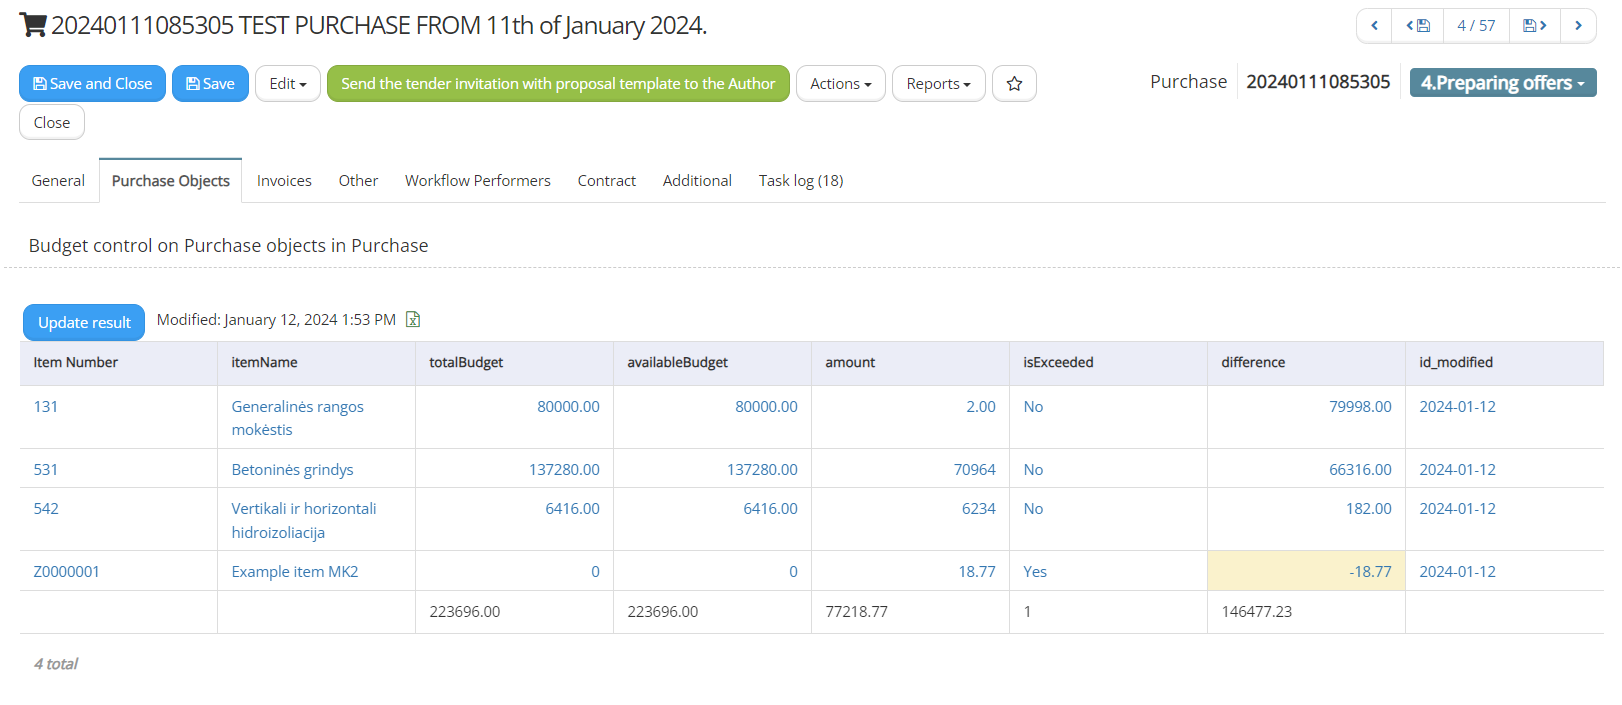 20240111085305 TEST PURCHASE FROM 11th of January 2024.
4 / 57
Save and Close Save Edit Send the tender invitation with proposal template to the Author Actions Reports
Purchase 20240111085305 4.Preparing offers
Close
General Purchase Objects Invoices Other Workflow Performers Contract Additional Task log (18)
Budget control on Purchase objects in Purchase
Update result Modified: January 12, 2024 1:53 PM
Item Number itemName totalBudget availableBudget amount isExceeded difference id_modified
131 Generalinės rangos 80000.00 80000.00 2.00 No 79998.00 2024-01-12
mokėstis
531 Betoninės grindys 137280.00 137280.00 70964 No 66316.00 2024-01-12
542 Vertikali ir horizontali 6416.00 6416.00 6234 No 182.00 2024-01-12
hidroizoliacija
Z0000001 Example item MK2 0 0 18.77 Yes -18.77 2024-01-12
223696.00 223696.00 77218.77 1 146477.23
4 total